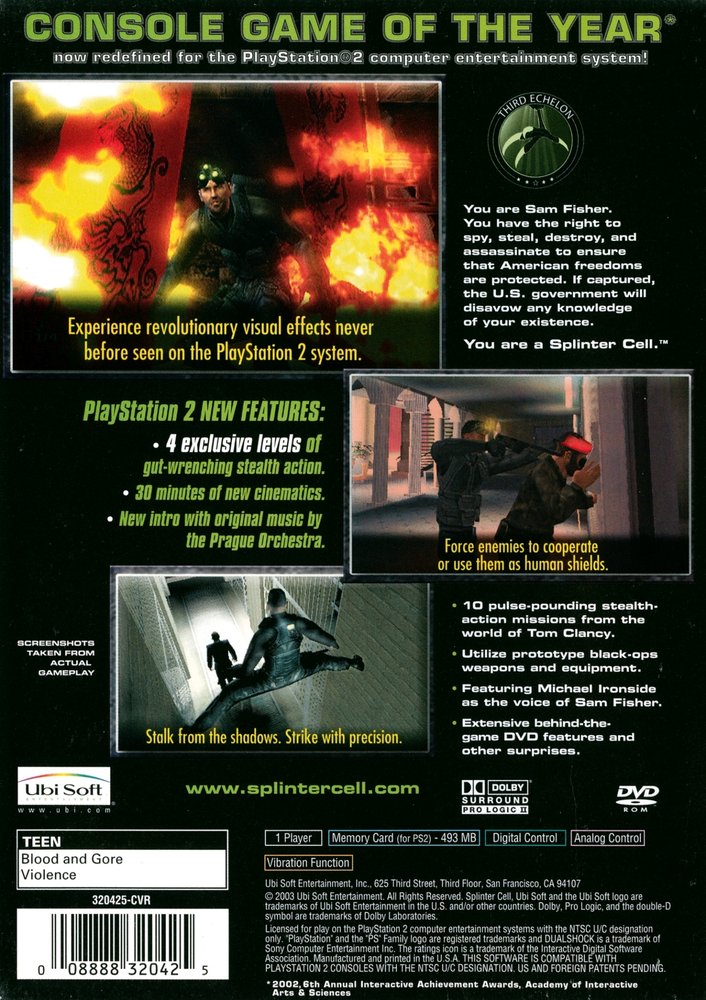 CONSOLE GAME OF THE YEAR*
now redefined for the PlayStation®2 computer entertainment system!
THIRD ECHELON
You are Sam Fisher.
You have the right to
spy, steal, destroy, and
assassinate to ensure
that American freedoms
are protected. If captured,
the U.S. government will
disavow any knowledge
of your existence.
You are a Splinter Cell.™
Experience revolutionary visual effects never
before seen on the PlayStation 2 system.
PlayStation 2 NEW FEATURES:
• 4 exclusive levels of
gut-wrenching stealth action.
• 30 minutes of new cinematics.
• New intro with original music by
the Prague Orchestra.
Force enemies to cooperate
or use them as human shields.
SCREENSHOTS
TAKEN FROM
ACTUAL
GAMEPLAY
Stalk from the shadows. Strike with precision.
• 10 pulse-pounding stealth-
action missions from the
world of Tom Clancy.
• Utilize prototype black-ops
weapons and equipment.
• Featuring Michael Ironside
as the voice of Sam Fisher.
• Extensive behind-the-
game DVD features and
other surprises.
Ubi Soft
ENTERTAINMENT
www.ubi.com
www.splintercell.com
DOLBY
SURROUND
PRO LOGIC II
DVD
ROM
TEEN
Blood and Gore
Violence
320425-CVR
0 08888 32042 5
1 Player
Memory Card (for PS2) - 493 MB
Digital Control
Analog Control
Vibration Function
Ubi Soft Entertainment, Inc., 625 Third Street, Third Floor, San Francisco, CA 94107
© 2003 Ubi Soft Entertainment. All Rights Reserved. Splinter Cell, Ubi Soft and the Ubi Soft logo are
trademarks of Ubi Soft Entertainment in the U.S. and/or other countries. Dolby, Pro Logic, and the double-D
symbol are trademarks of Dolby Laboratories.
Licensed for play on the PlayStation 2 computer entertainment systems with the NTSC U/C designation
only. "PlayStation" and the "PS" Family logo are registered trademarks and DUALSHOCK is a trademark of
Sony Computer Entertainment Inc. The ratings icon is a trademark of the Interactive Digital Software
Association. Manufactured and printed in the U.S.A. THIS SOFTWARE IS COMPATIBLE WITH
PLAYSTATION 2 CONSOLES WITH THE NTSC U/C DESIGNATION. US AND FOREIGN PATENTS PENDING.
*2002, 6th Annual Interactive Achievement Awards, Academy of Interactive
Arts & Sciences